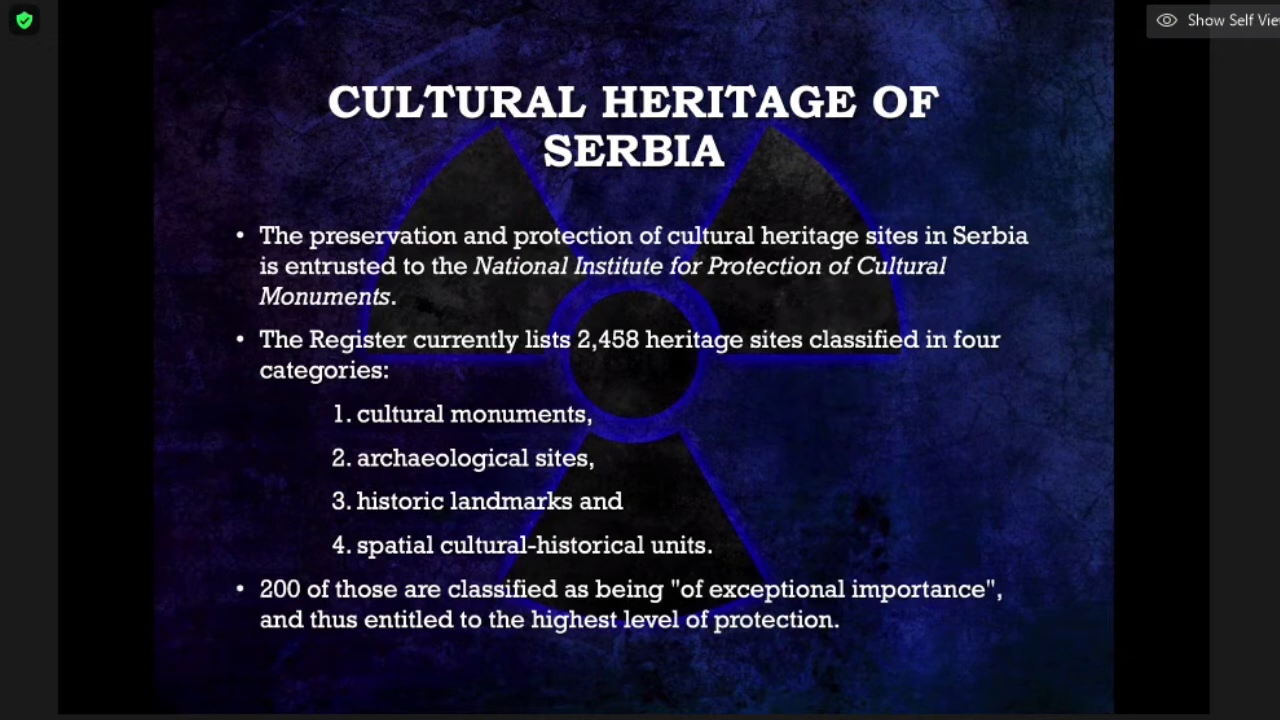 Show Self Vie
CULTURAL HERITAGE OF
SERBIA
• The preservation and protection of cultural heritage sites in Serbia
is entrusted to the National Institute for Protection of Cultural
Monuments.
• The Register currently lists 2,458 heritage sites classified in four
categories:
1. cultural monuments,
2. archaeological sites,
3. historic landmarks and
4. spatial cultural-historical units.
• 200 of those are classified as being "of exceptional importance",
and thus entitled to the highest level of protection.